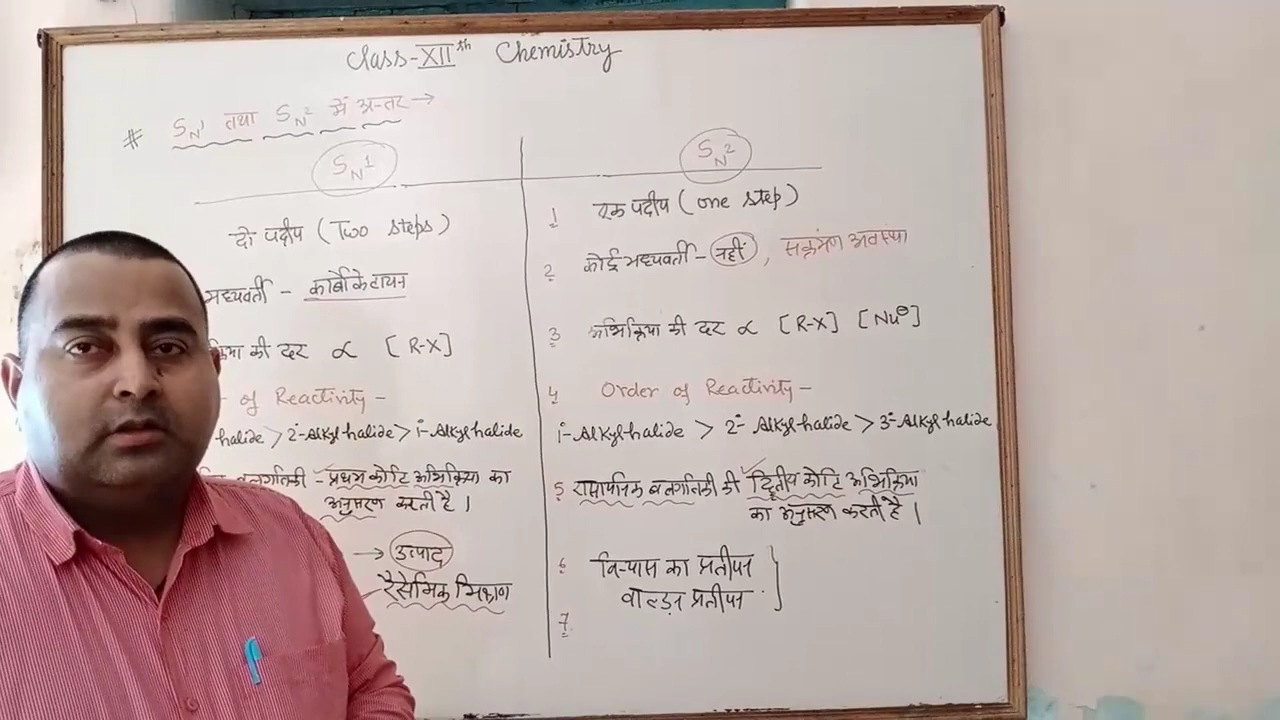 Class-XIIth Chemistry
# SN1 तथा SN2 में अन्तर →
SN1
दो पदीय (Two steps)
मध्यवर्ती - कार्बोकेटायन
की दर ∝ [R-X]
of Reactivity -
halide > 2°-Alkyl halide > 1°-Alkyl halide
बलगतिकी - प्रथम कोटि अभिक्रिया का
अनुसरण करती है।
→ उत्पाद
रैसेमिक मिश्रण
SN2
1 एक पदीय (one step)
2 कोई मध्यवर्ती - नहीं, संक्रमण अवस्था
3 अभिक्रिया की दर ∝ [R-X] [Nu⊖]
4 Order of Reactivity -
1°-Alkyl halide > 2°-Alkyl halide > 3°-Alkyl halide
5 रासायनिक बलगतिकी की द्वितीय कोटि अभिक्रिया
का अनुसरण करती है।
6 विन्यास का प्रतीपन
वाल्डन प्रतीपन
7